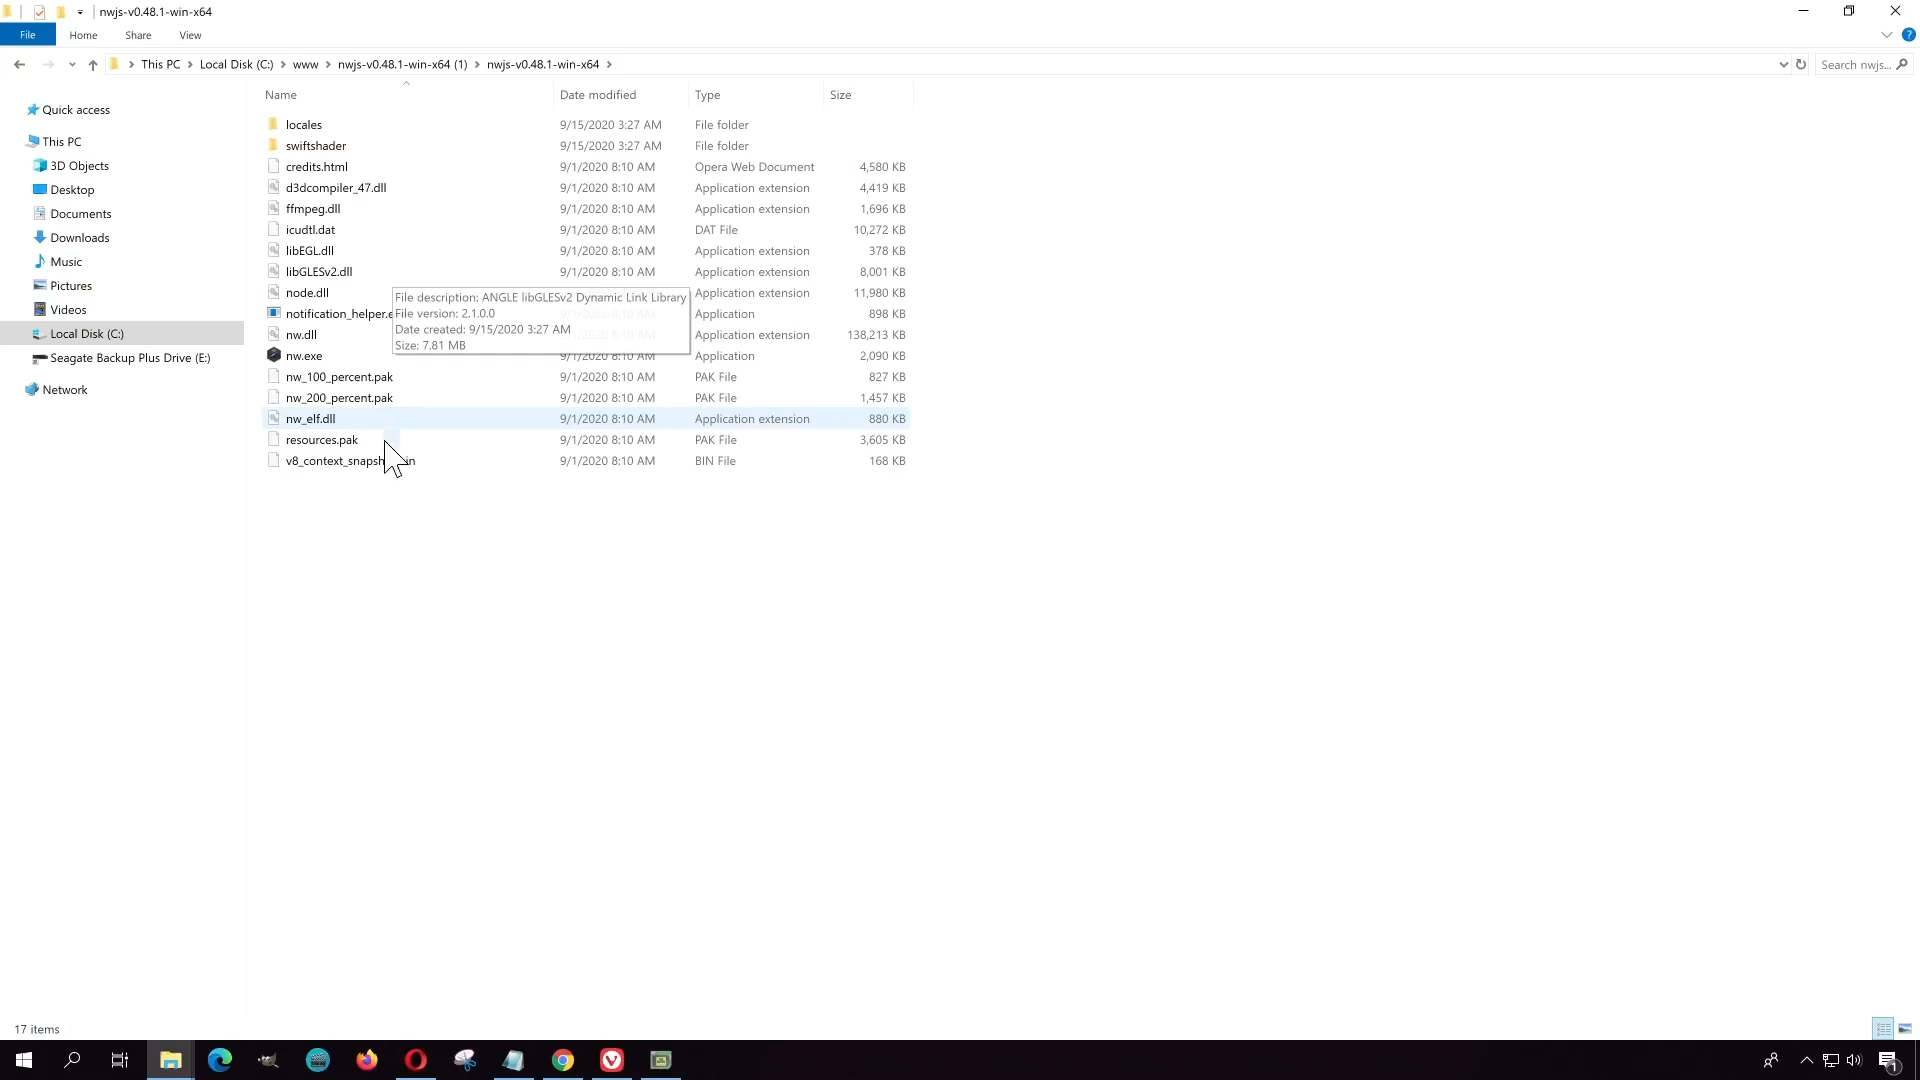 nwjs-v0.48.1-win-x64
File Home Share View
This PC Local Disk (C:) www nwjs-v0.48.1-win-x64 (1) nwjs-v0.48.1-win-x64
Search nwjs...
Quick access
This PC
3D Objects
Desktop
Documents
Downloads
Music
Pictures
Videos
Local Disk (C:)
Seagate Backup Plus Drive (E:)
Network
Name Date modified Type Size
locales 9/15/2020 3:27 AM File folder
swiftshader 9/15/2020 3:27 AM File folder
credits.html 9/1/2020 8:10 AM Opera Web Document 4,580 KB
d3dcompiler_47.dll 9/1/2020 8:10 AM Application extension 4,419 KB
ffmpeg.dll 9/1/2020 8:10 AM Application extension 1,696 KB
icudtl.dat 9/1/2020 8:10 AM DAT File 10,272 KB
libEGL.dll 9/1/2020 8:10 AM Application extension 378 KB
libGLESv2.dll 9/1/2020 8:10 AM Application extension 8,001 KB
node.dll Application extension 11,980 KB
notification_helper.e Application 898 KB
nw.dll Application extension 138,213 KB
nw.exe 9/1/2020 8:10 AM Application 2,090 KB
nw_100_percent.pak 9/1/2020 8:10 AM PAK File 827 KB
nw_200_percent.pak 9/1/2020 8:10 AM PAK File 1,457 KB
nw_elf.dll 9/1/2020 8:10 AM Application extension 880 KB
resources.pak 9/1/2020 8:10 AM PAK File 3,605 KB
v8_context_snapsh in 9/1/2020 8:10 AM BIN File 168 KB
File description: ANGLE libGLESv2 Dynamic Link Library
File version: 2.1.0.0
Date created: 9/15/2020 3:27 AM
Size: 7.81 MB
17 items
1